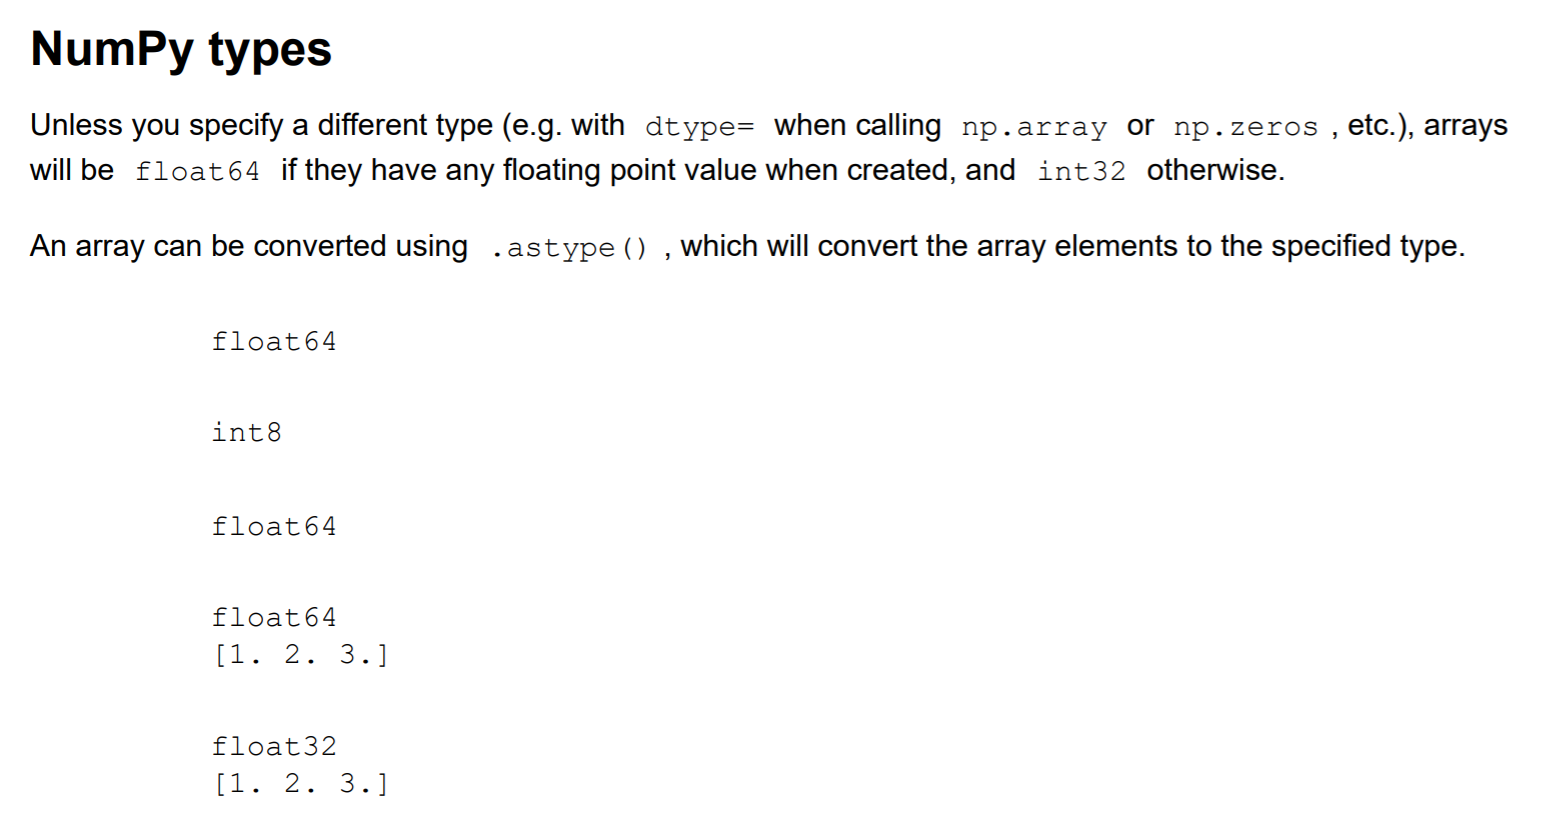 NumPy types
Unless you specify a different type (e.g. with dtype= when calling np.array or np.zeros , etc.), arrays
will be float64 if they have any floating point value when created, and int32 otherwise.
An array can be converted using .astype() , which will convert the array elements to the specified type.
float64
int8
float64
float64
[1. 2. 3.]
float32
[1. 2. 3.]